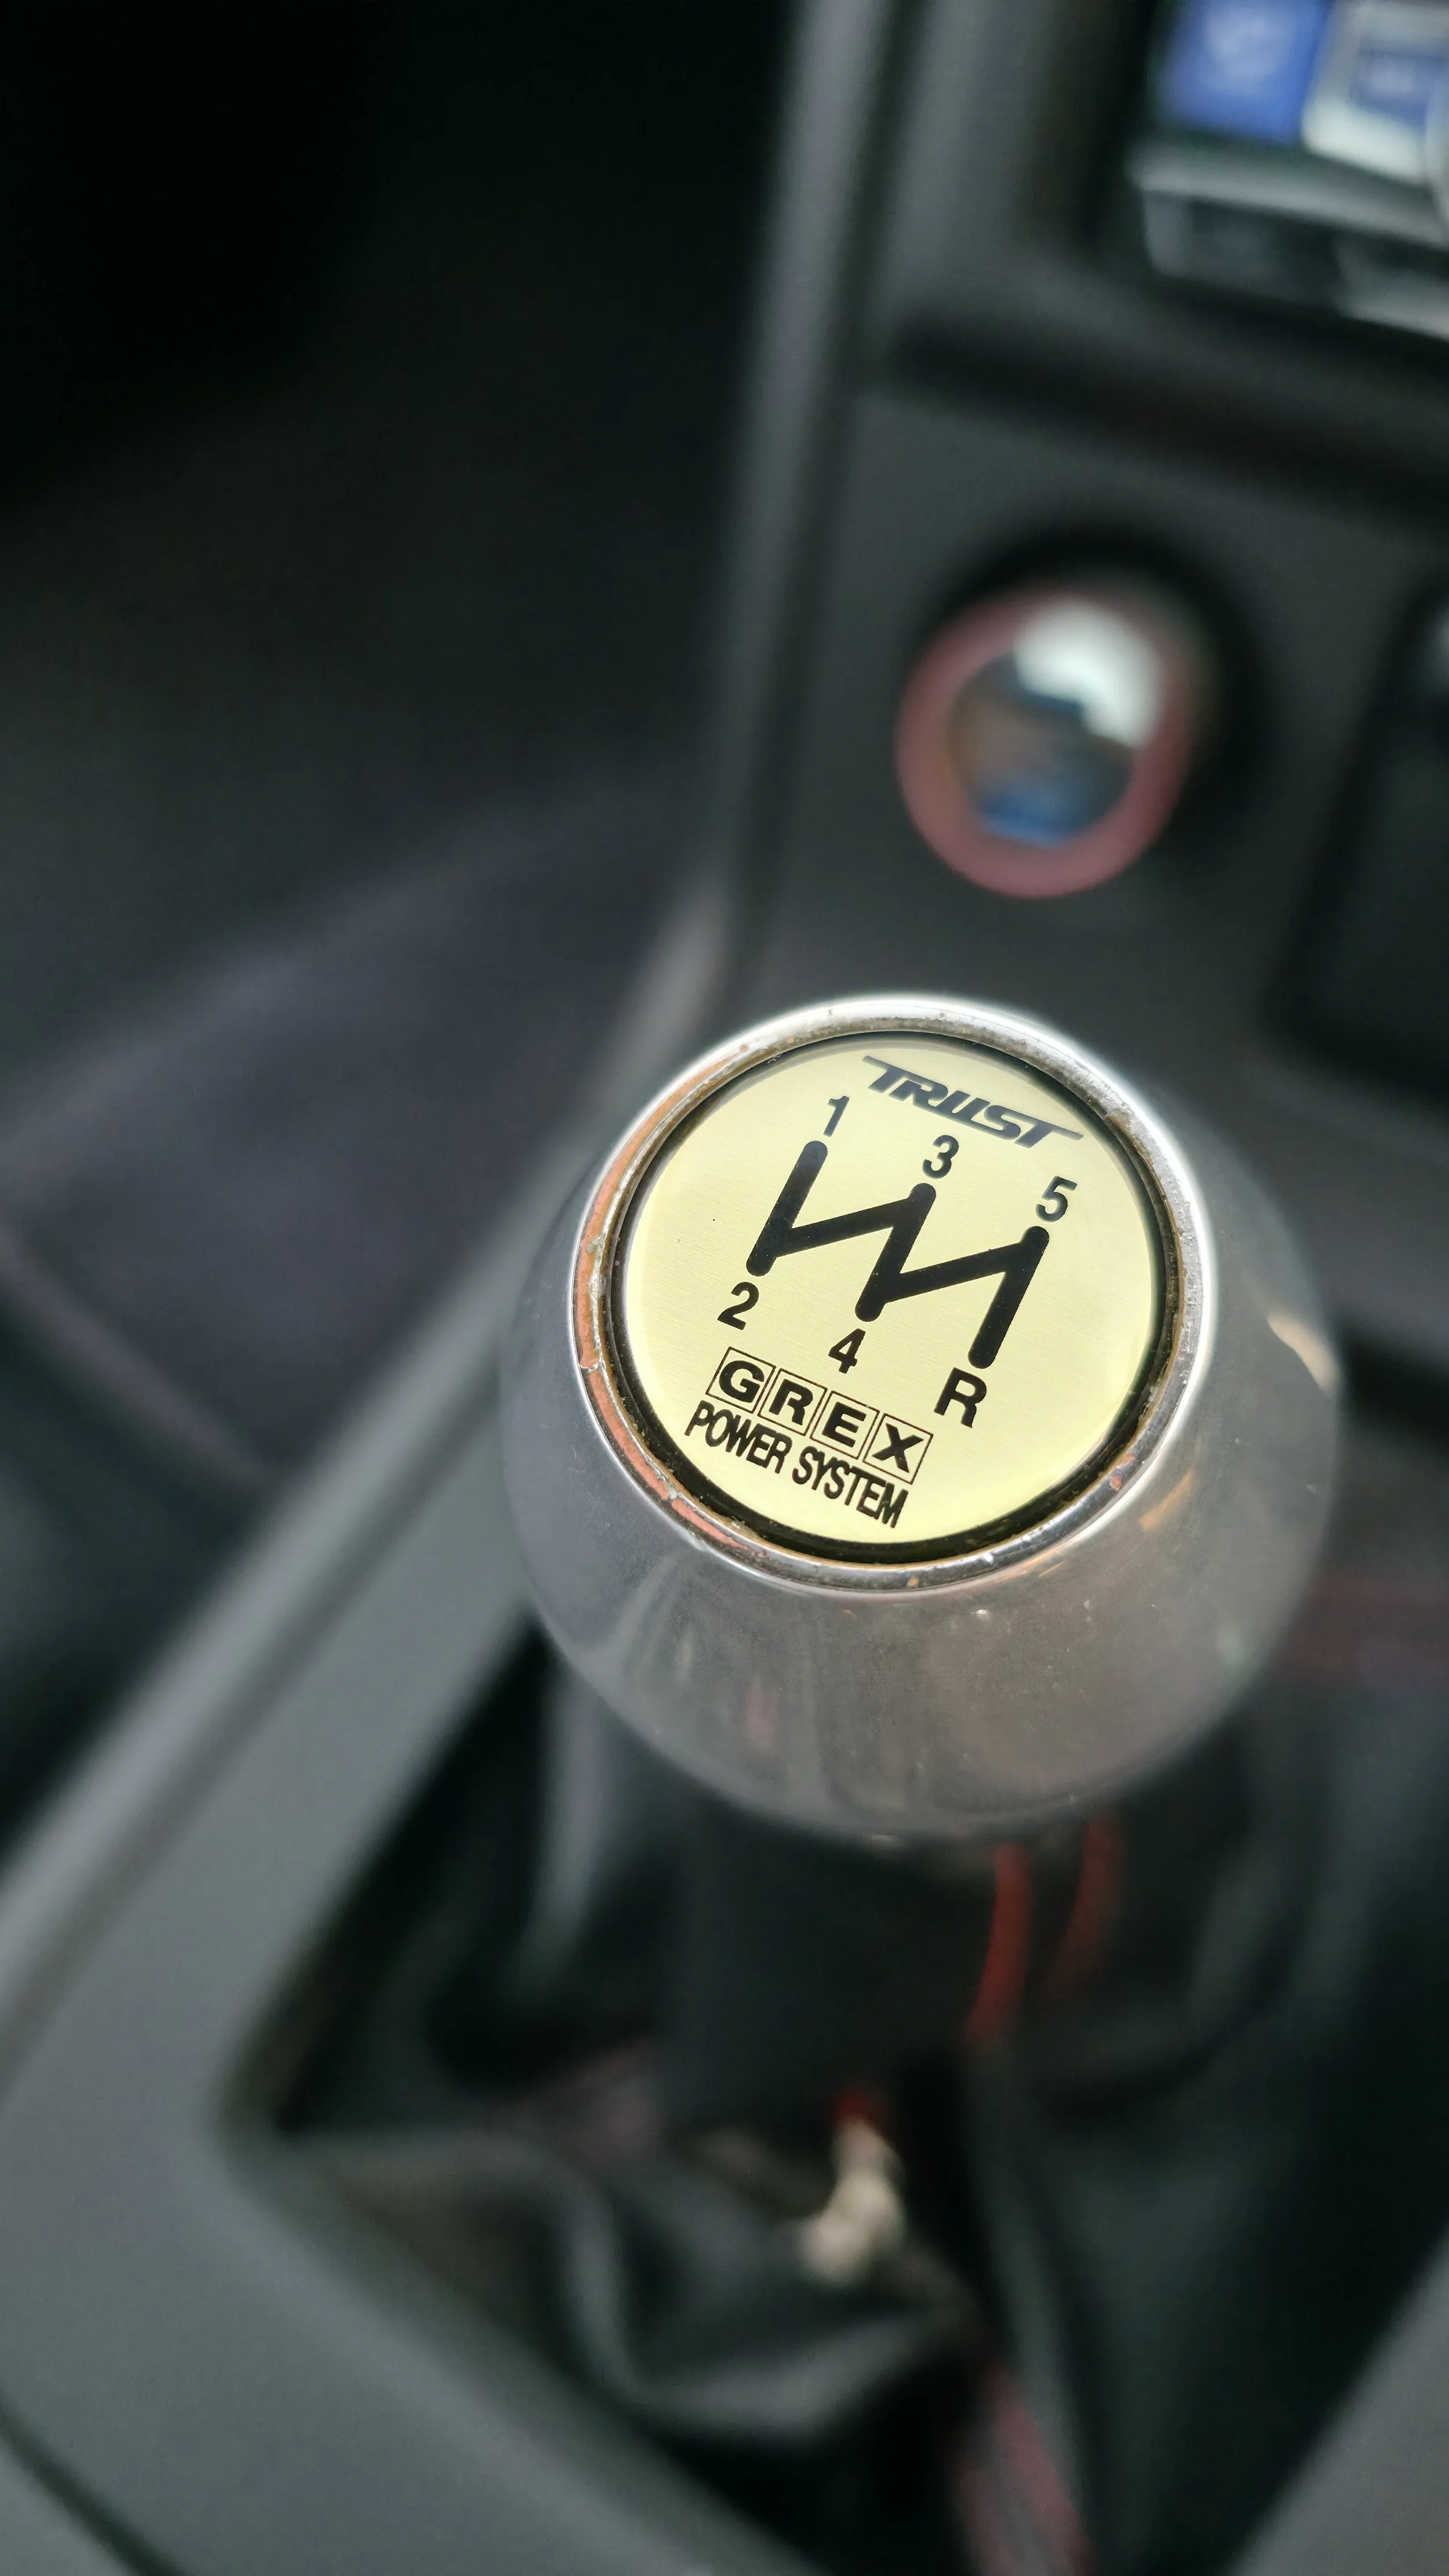 TRUST
1 3 5
2 4 R
GREX
POWER SYSTEM